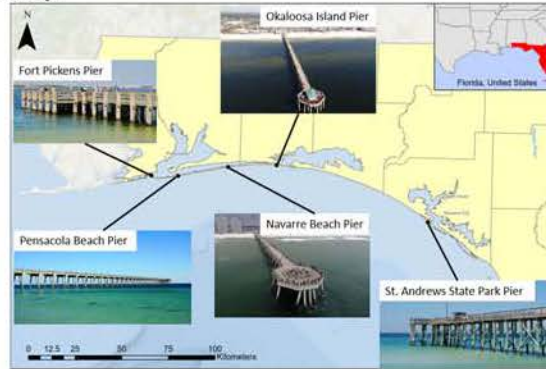 N
Okaloosa Island Pier
Fort Pickens Pier
Florida, United States
Pensacola Beach Pier
Navarre Beach Pier
St. Andrews State Park Pier
0 12.5 25 50 75 100
Kilometers